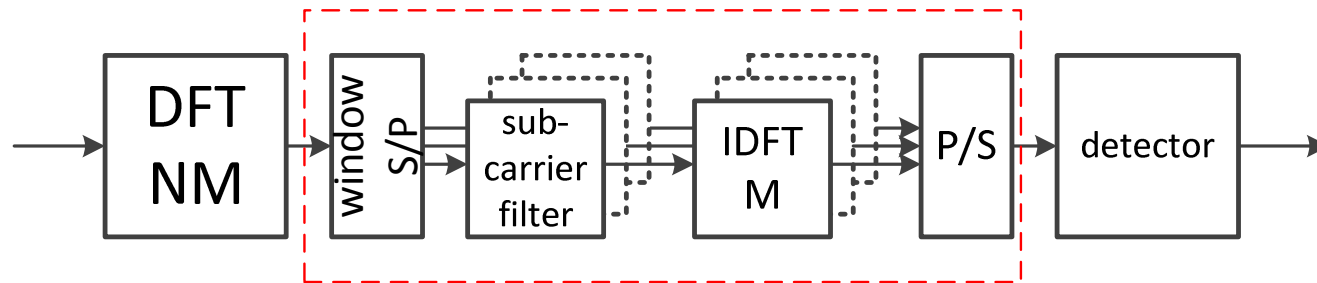 DFT
NM
window
S/P
sub-
carrier
filter
IDFT
M
P/S
detector